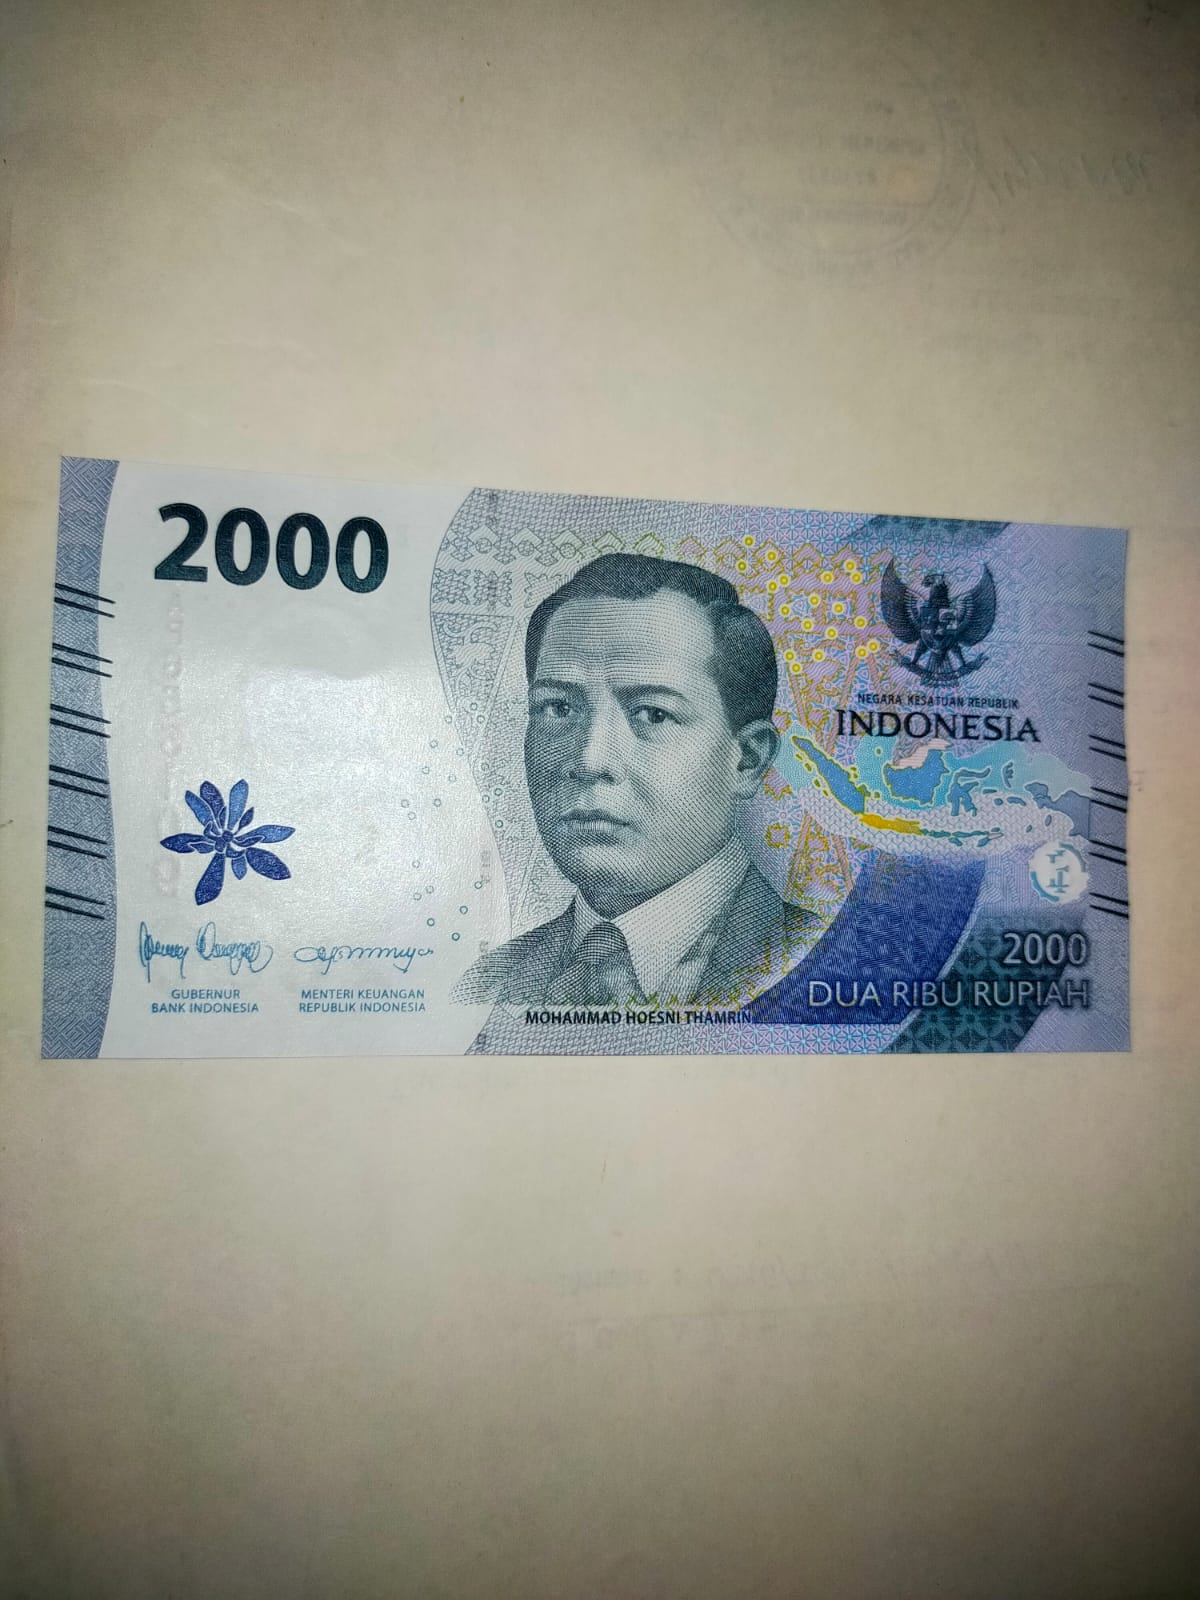 2000
NEGARA KESATUAN REPUBLIK
INDONESIA
GUBERNUR
BANK INDONESIA
MENTERI KEUANGAN
REPUBLIK INDONESIA
MOHAMMAD HOESNI THAMRIN
2000
DUA RIBU RUPIAH